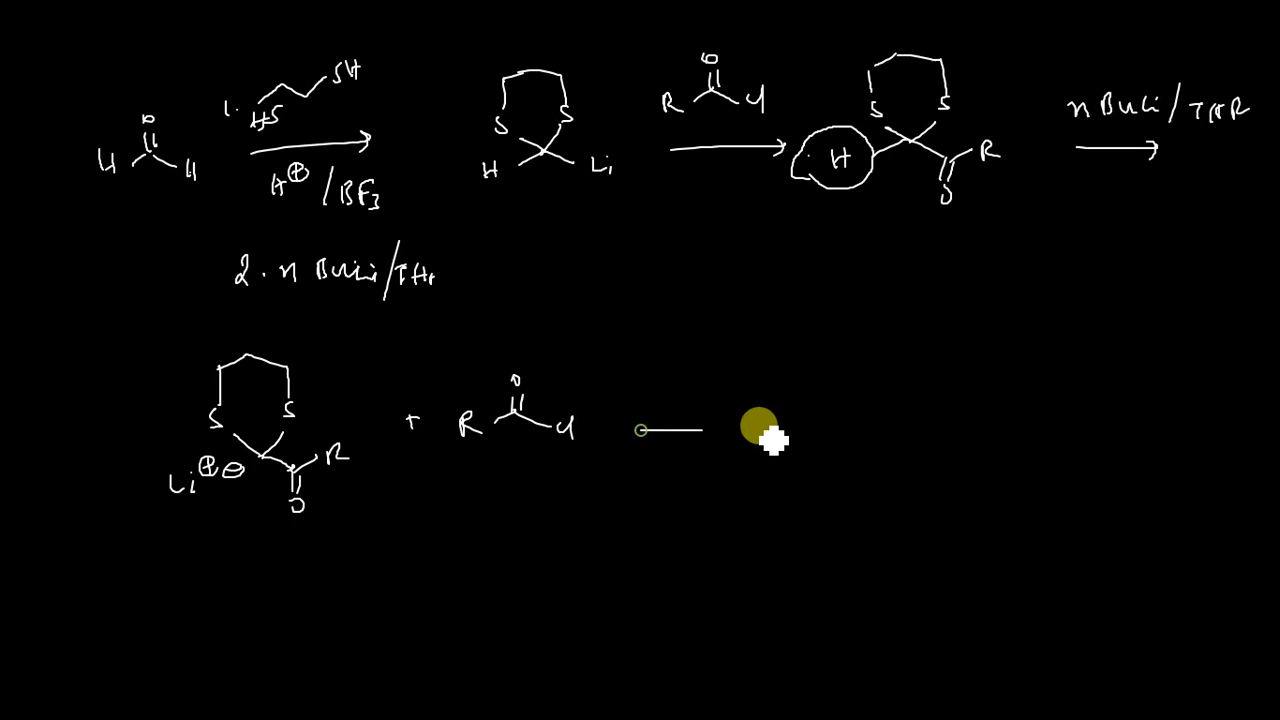 1. HS SH
H O H
H⊕ / BF3
2. n BuLi / THF
S S
H Li
R O Cl
S S
H R
O
n BuLi / THF
S S
Li⊕ ⊖ R
O
+
R O Cl